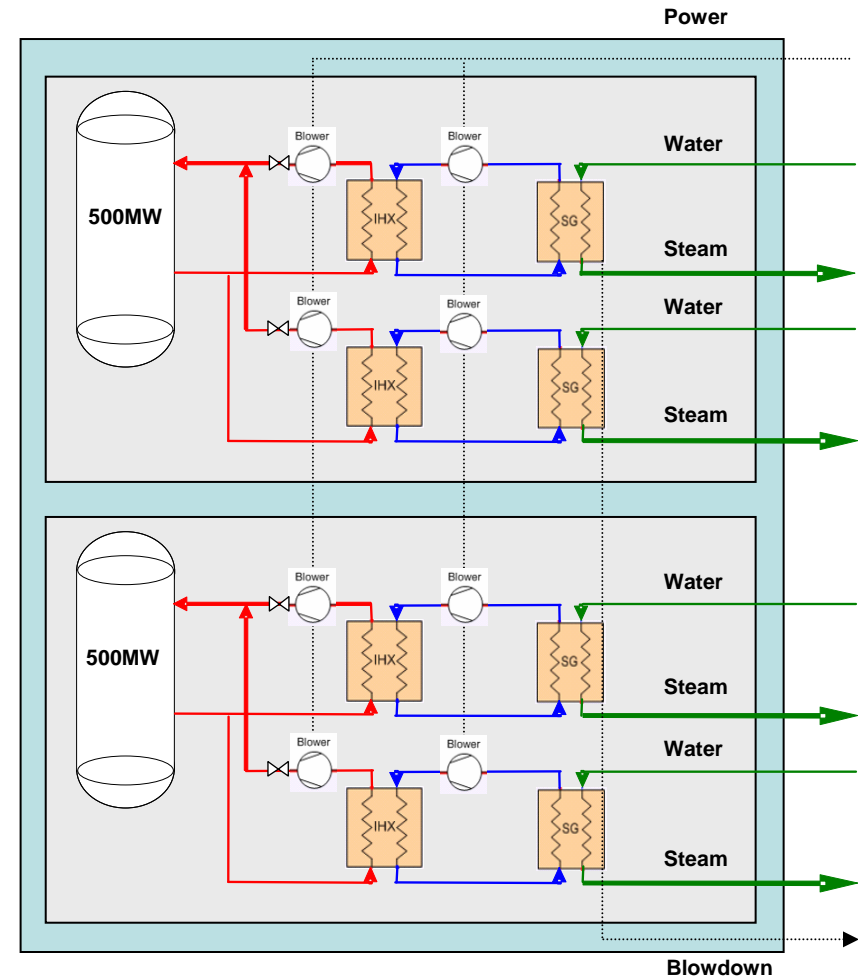 Power
Blower
Blower
Water
500MW
IHX
SG
Steam
Blower
Blower
Water
IHX
SG
Steam
Blower
Blower
Water
500MW
IHX
SG
Steam
Blower
Blower
Water
IHX
SG
Steam
Blowdown